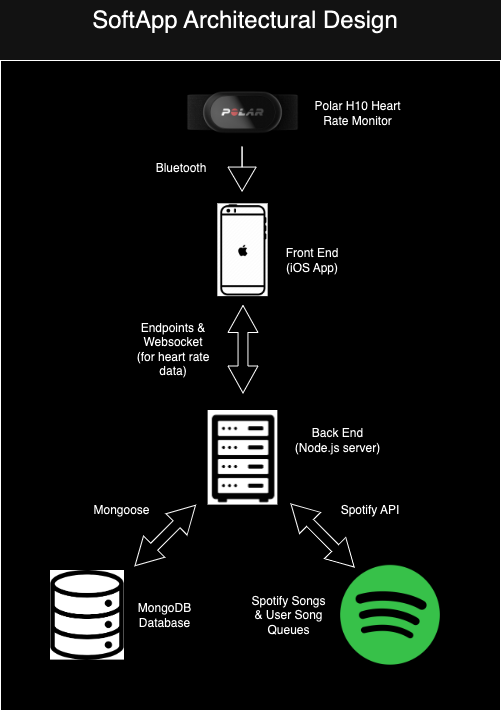 SoftApp Architectural Design
POLAR
Polar H10 Heart
Rate Monitor
Bluetooth
Front End
(iOS App)
Endpoints &
Websocket
(for heart rate
data)
Back End
(Node.js server)
Mongoose
Spotify API
MongoDB
Database
Spotify Songs
& User Song
Queues